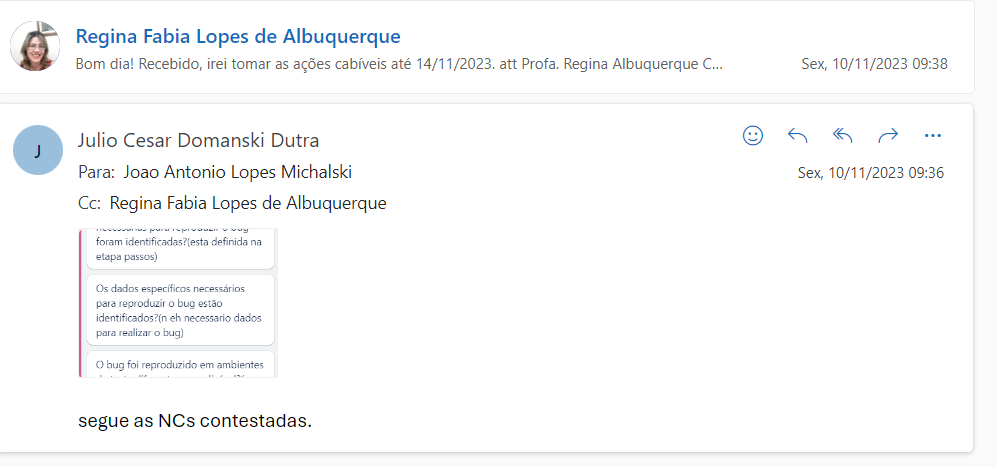 Regina Fabia Lopes de Albuquerque
Bom dia! Recebido, irei tomar as ações cabíveis até 14/11/2023. att Profa. Regina Albuquerque C...
Sex, 10/11/2023 09:38
J
Julio Cesar Domanski Dutra
Para: Joao Antonio Lopes Michalski
Sex, 10/11/2023 09:36
Cc: Regina Fabia Lopes de Albuquerque
necessárias para reproduzir o bug
foram identificadas?(esta definida na
etapa passos)
Os dados específicos necessários
para reproduzir o bug estão
identificados?(n eh necessario dados
para realizar o bug)
O bug foi reproduzido em ambientes
segue as NCs contestadas.